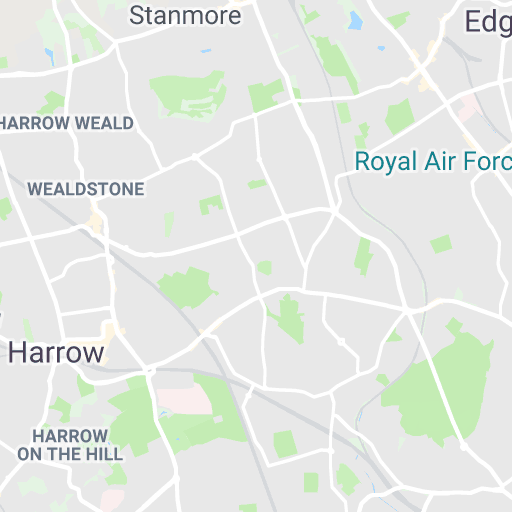 Stanmore
Edg
HARROW WEALD
Royal Air Forc
WEALDSTONE
Harrow
HARROW
ON THE HILL